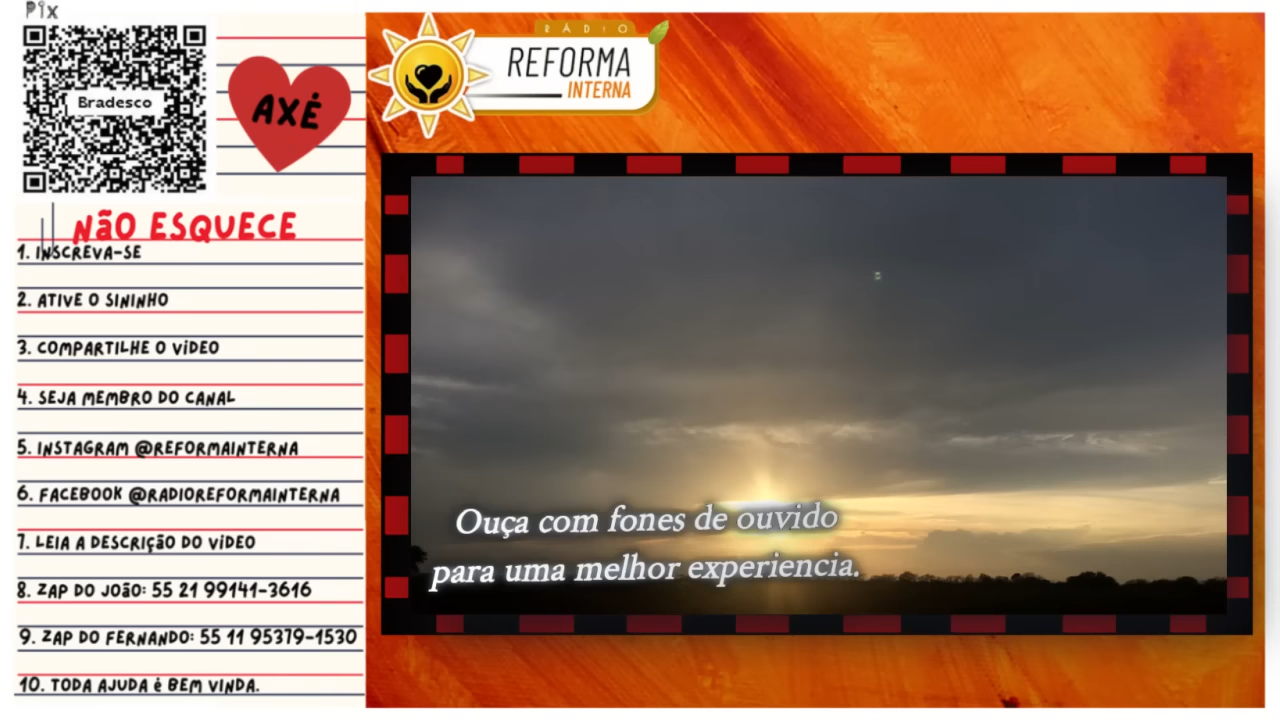 Pix
Bradesco
AXÉ
NÃO ESQUECE
1. INSCREVA-SE
2. ATIVE O SININHO
3. COMPARTILHE O VÍDEO
4. SEJA MEMBRO DO CANAL
5. INSTAGRAM @REFORMAINTERNA
6. FACEBOOK @RADIOREFORMAINTERNA
7. LEIA A DESCRIÇÃO DO VÍDEO
8. ZAP DO JOÃO: 55 21 99141-3616
9. ZAP DO FERNANDO: 55 11 95379-1530
10. TODA AJUDA É BEM VINDA.
RÁDIO
REFORMA
INTERNA
Ouça com fones de ouvido
para uma melhor experiencia.